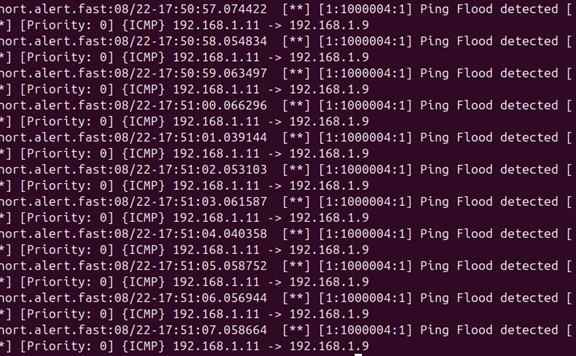 nort.alert.fast:08/22-17:50:57.074422  [**] [1:1000004:1] Ping Flood detected [
*] [Priority: 0] {ICMP} 192.168.1.11 -> 192.168.1.9
nort.alert.fast:08/22-17:50:58.054834  [**] [1:1000004:1] Ping Flood detected [
*] [Priority: 0] {ICMP} 192.168.1.11 -> 192.168.1.9
nort.alert.fast:08/22-17:50:59.063497  [**] [1:1000004:1] Ping Flood detected [
*] [Priority: 0] {ICMP} 192.168.1.11 -> 192.168.1.9
nort.alert.fast:08/22-17:51:00.066296  [**] [1:1000004:1] Ping Flood detected [
*] [Priority: 0] {ICMP} 192.168.1.11 -> 192.168.1.9
nort.alert.fast:08/22-17:51:01.039144  [**] [1:1000004:1] Ping Flood detected [
*] [Priority: 0] {ICMP} 192.168.1.11 -> 192.168.1.9
nort.alert.fast:08/22-17:51:02.053103  [**] [1:1000004:1] Ping Flood detected [
*] [Priority: 0] {ICMP} 192.168.1.11 -> 192.168.1.9
nort.alert.fast:08/22-17:51:03.061587  [**] [1:1000004:1] Ping Flood detected [
*] [Priority: 0] {ICMP} 192.168.1.11 -> 192.168.1.9
nort.alert.fast:08/22-17:51:04.040358  [**] [1:1000004:1] Ping Flood detected [
*] [Priority: 0] {ICMP} 192.168.1.11 -> 192.168.1.9
nort.alert.fast:08/22-17:51:05.058752  [**] [1:1000004:1] Ping Flood detected [
*] [Priority: 0] {ICMP} 192.168.1.11 -> 192.168.1.9
nort.alert.fast:08/22-17:51:06.056944  [**] [1:1000004:1] Ping Flood detected [
*] [Priority: 0] {ICMP} 192.168.1.11 -> 192.168.1.9
nort.alert.fast:08/22-17:51:07.058664  [**] [1:1000004:1] Ping Flood detected [
*] [Priority: 0] {ICMP} 192.168.1.11 -> 192.168.1.9